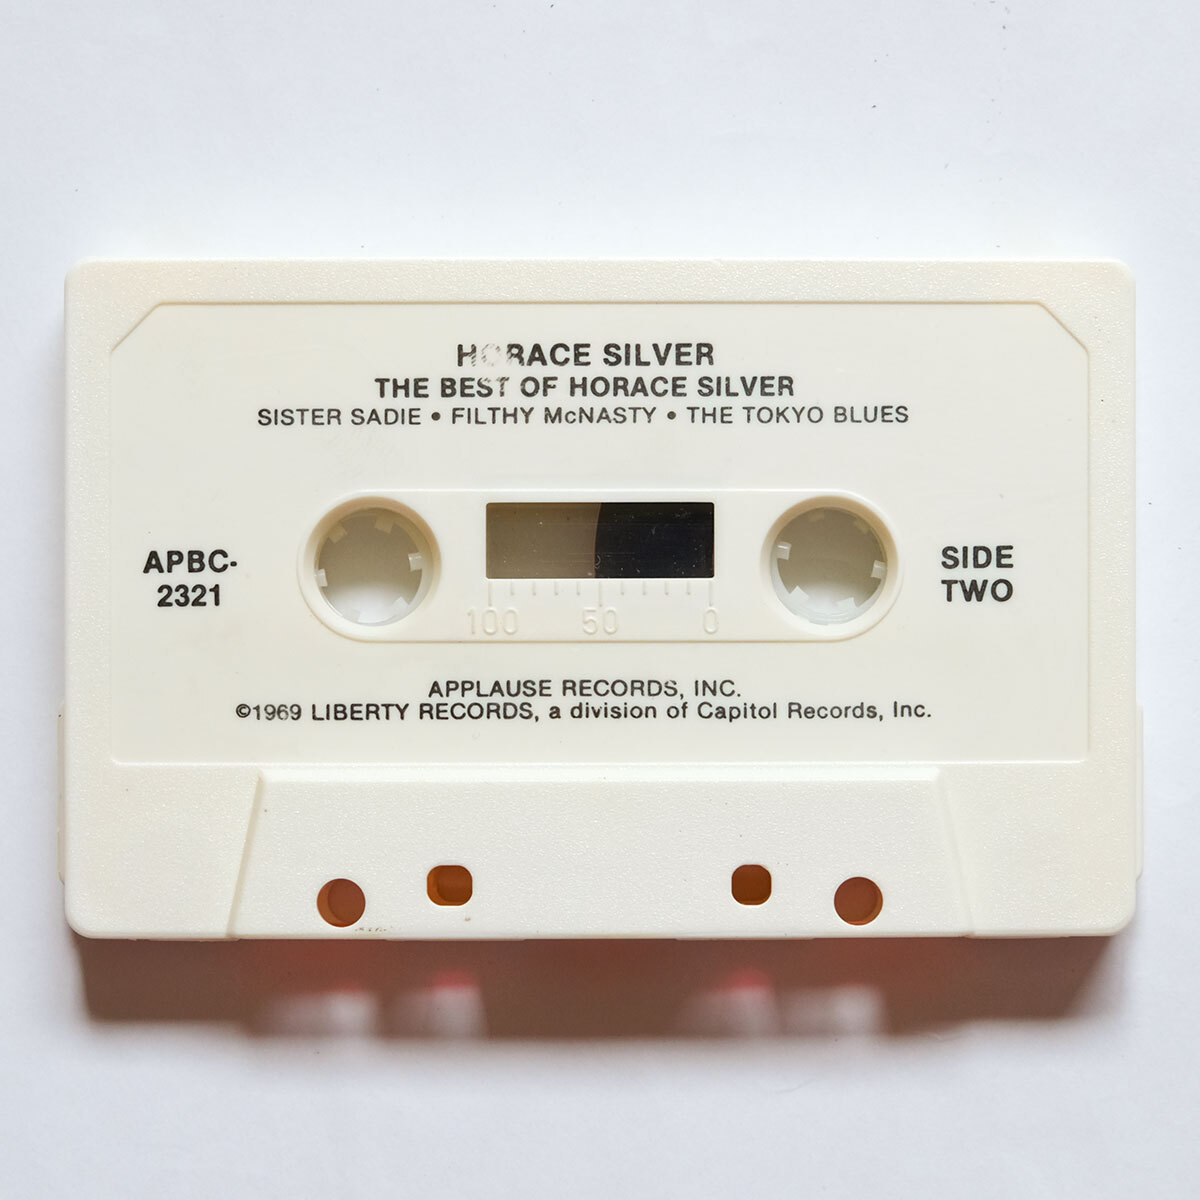 HORACE SILVER
THE BEST OF HORACE SILVER
SISTER SADIE • FILTHY McNASTY • THE TOKYO BLUES
APBC-
2321
SIDE
TWO
100 50 0
APPLAUSE RECORDS, INC.
©1969 LIBERTY RECORDS, a division of Capitol Records, Inc.